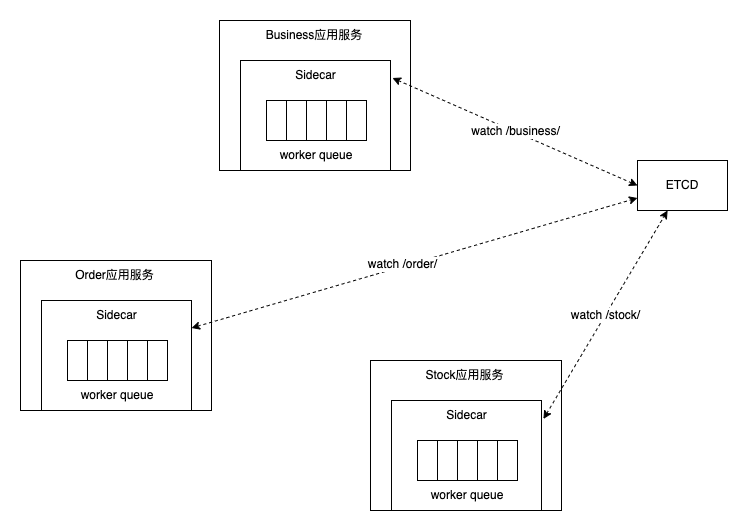 Business应用服务
Sidecar
worker queue
watch /business/
ETCD
watch /order/
Order应用服务
Sidecar
worker queue
watch /stock/
Stock应用服务
Sidecar
worker queue